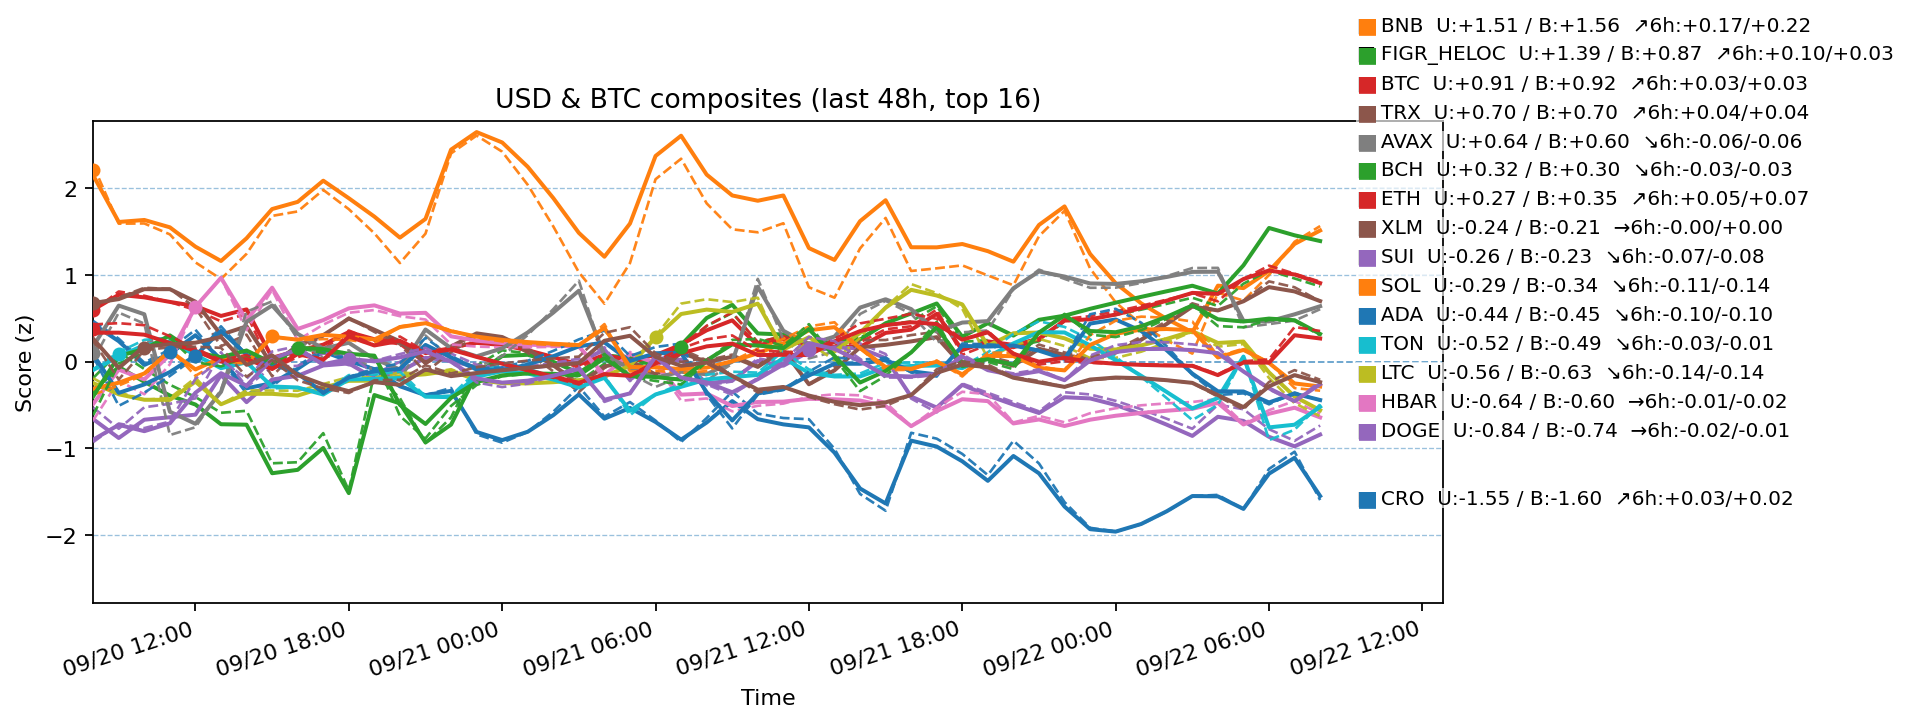 BNB  U:+1.51 / B:+1.56  ↗6h:+0.17/+0.22
FIGR_HELOC  U:+1.39 / B:+0.87  ↗6h:+0.10/+0.03
BTC  U:+0.91 / B:+0.92  ↗6h:+0.03/+0.03
TRX  U:+0.70 / B:+0.70  ↗6h:+0.04/+0.04
AVAX  U:+0.64 / B:+0.60  ↘6h:-0.06/-0.06
BCH  U:+0.32 / B:+0.30  ↘6h:-0.03/-0.03
ETH  U:+0.27 / B:+0.35  ↗6h:+0.05/+0.07
XLM  U:-0.24 / B:-0.21  →6h:-0.00/+0.00
SUI  U:-0.26 / B:-0.23  ↘6h:-0.07/-0.08
SOL  U:-0.29 / B:-0.34  ↘6h:-0.11/-0.14
ADA  U:-0.44 / B:-0.45  ↘6h:-0.10/-0.10
TON  U:-0.52 / B:-0.49  ↘6h:-0.03/-0.01
LTC  U:-0.56 / B:-0.63  ↘6h:-0.14/-0.14
HBAR  U:-0.64 / B:-0.60  →6h:-0.01/-0.02
DOGE  U:-0.84 / B:-0.74  →6h:-0.02/-0.01
CRO  U:-1.55 / B:-1.60  ↗6h:+0.03/+0.02
USD & BTC composites (last 48h, top 16)
Score (z)
2
1
0
−1
−2
09/20 12:00
09/20 18:00
09/21 00:00
09/21 06:00
09/21 12:00
09/21 18:00
09/22 00:00
09/22 06:00
09/22 12:00
Time